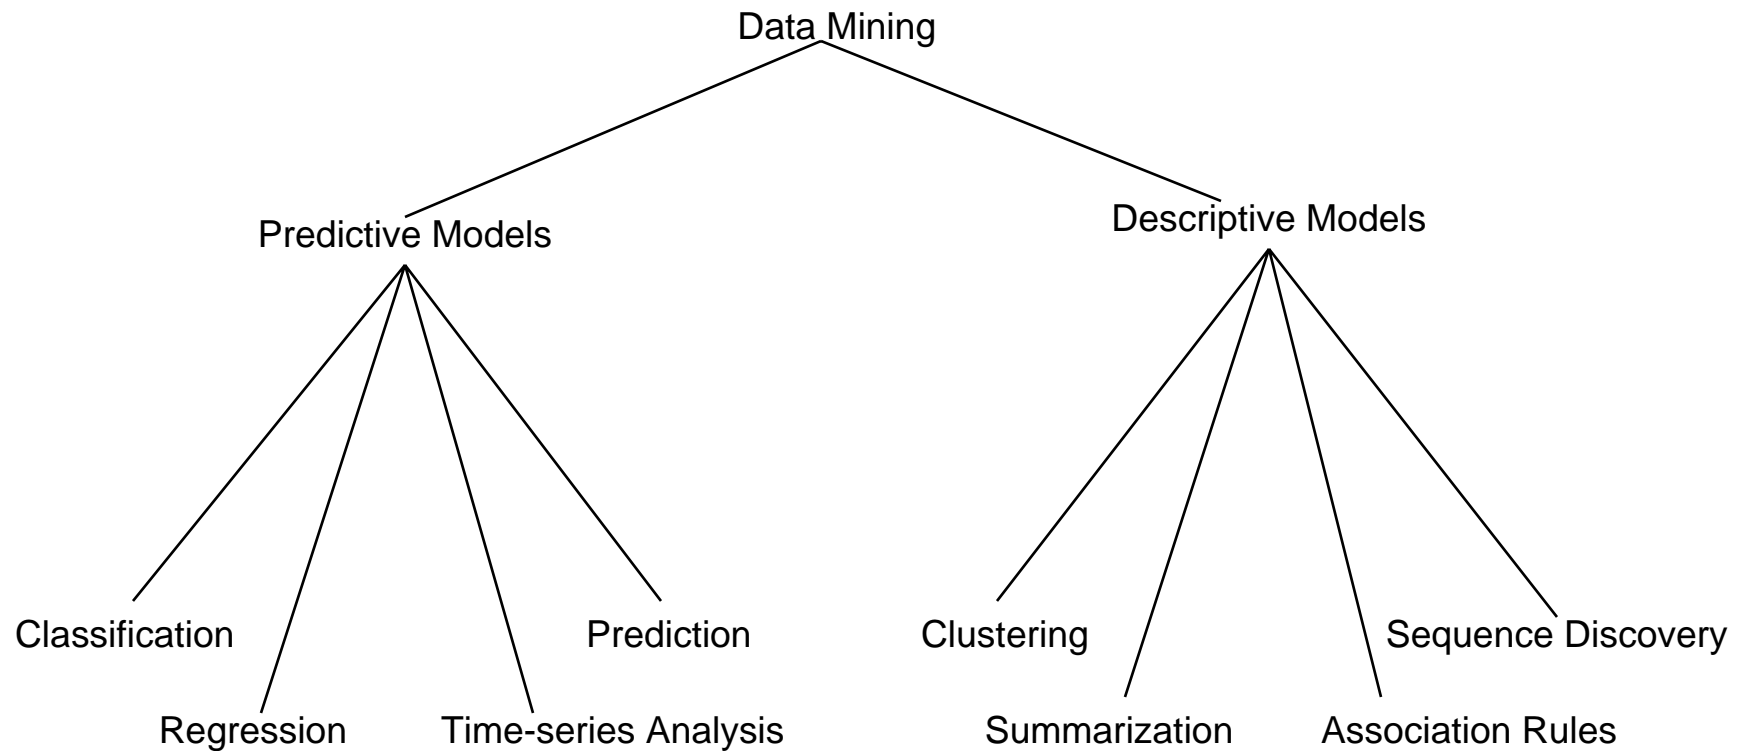 Data Mining
Predictive Models
Descriptive Models
Classification
Prediction
Clustering
Sequence Discovery
Regression
Time-series Analysis
Summarization
Association Rules